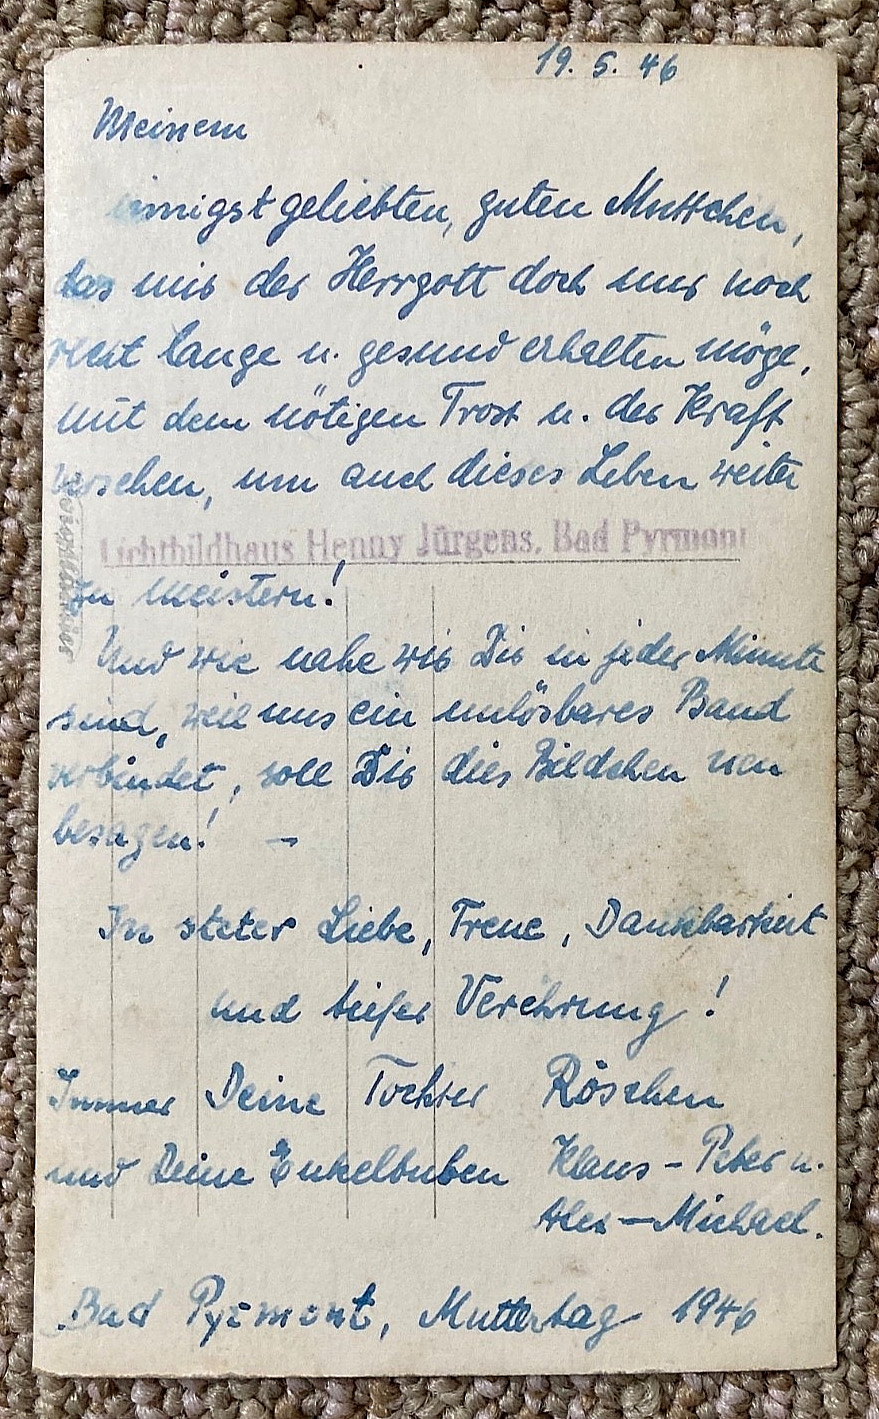 19. 5. 46
Meinem
innigst geliebten, guten Muttchen,
das mir der Herrgott doch nur noch
recht lange u. gesund erhalten möge,
mit dem nötigen Trost u. der Kraft
versehen, um auch dieses Leben weiter
Lichtbildhaus Henny Jürgens, Bad Pyrmont
zu meistern!
Und wie nahe wir Dir in jeder Minute
sind, weil uns ein unlösbares Band
verbindet, soll Dir dies Bildchen neu
besagen! –
In steter Liebe, Treue, Dankbarkeit
und tiefer Verehrung!
Immer Deine Tochter Röschen
und Deine Enkelbuben Klaus - Peter u.
Alex - Michael.
Bad Pyrmont, Muttertag 1946